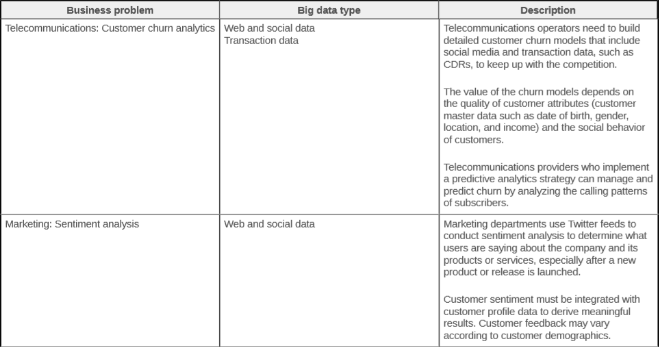 Business problem
Big data type
Description
Telecommunications: Customer churn analytics
Web and social data
Transaction data
Telecommunications operators need to build
detailed customer churn models that include
social media and transaction data, such as
CDRs, to keep up with the competition.
The value of the churn models depends on
the quality of customer attributes (customer
master data such as date of birth, gender,
location, and income) and the social behavior
of customers.
Telecommunications providers who implement
a predictive analytics strategy can manage and
predict churn by analyzing the calling patterns
of subscribers.
Marketing: Sentiment analysis
Web and social data
Marketing departments use Twitter feeds to
conduct sentiment analysis to determine what
users are saying about the company and its
products or services, especially after a new
product or release is launched.
Customer sentiment must be integrated with
customer profile data to derive meaningful
results. Customer feedback may vary
according to customer demographics.